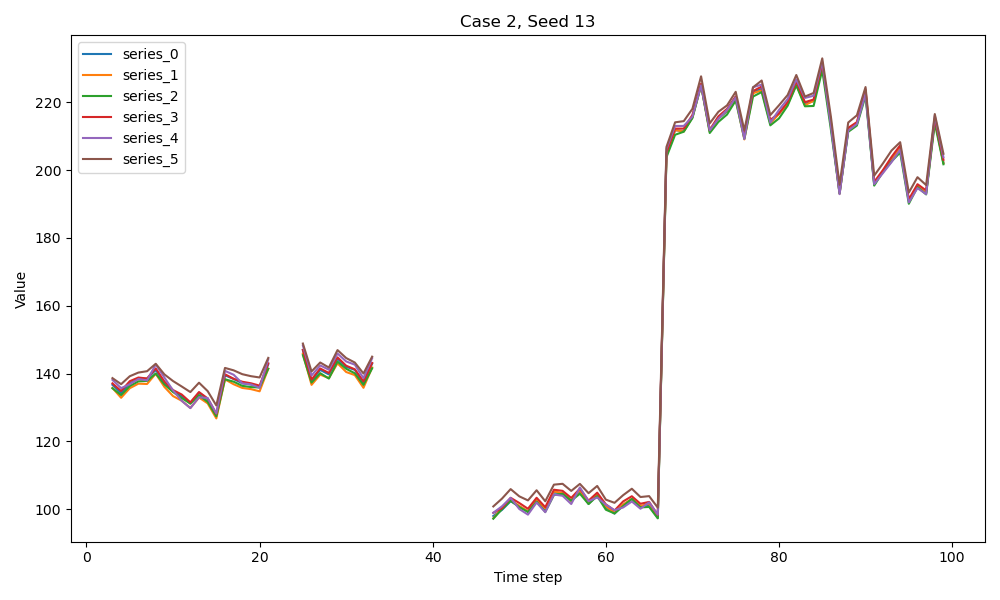 Case 2, Seed 13
series_0
series_1
series_2
series_3
series_4
series_5
220
200
180
160
140
120
100
Value
0 20 40 60 80 100
Time step